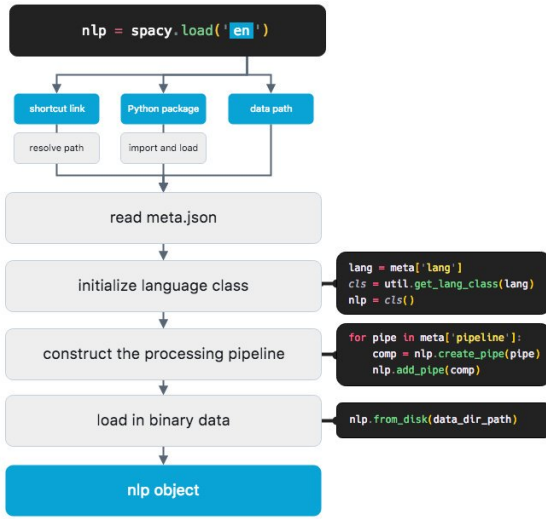 nlp = spacy.load('en')
shortcut link
Python package
data path
resolve path
import and load
read meta.json
initialize language class
lang = meta['lang']
cls = util.get_lang_class(lang)
nlp = cls()
construct the processing pipeline
for pipe in meta['pipeline']:
    comp = nlp.create_pipe(pipe)
    nlp.add_pipe(comp)
load in binary data
nlp.from_disk(data_dir_path)
nlp object